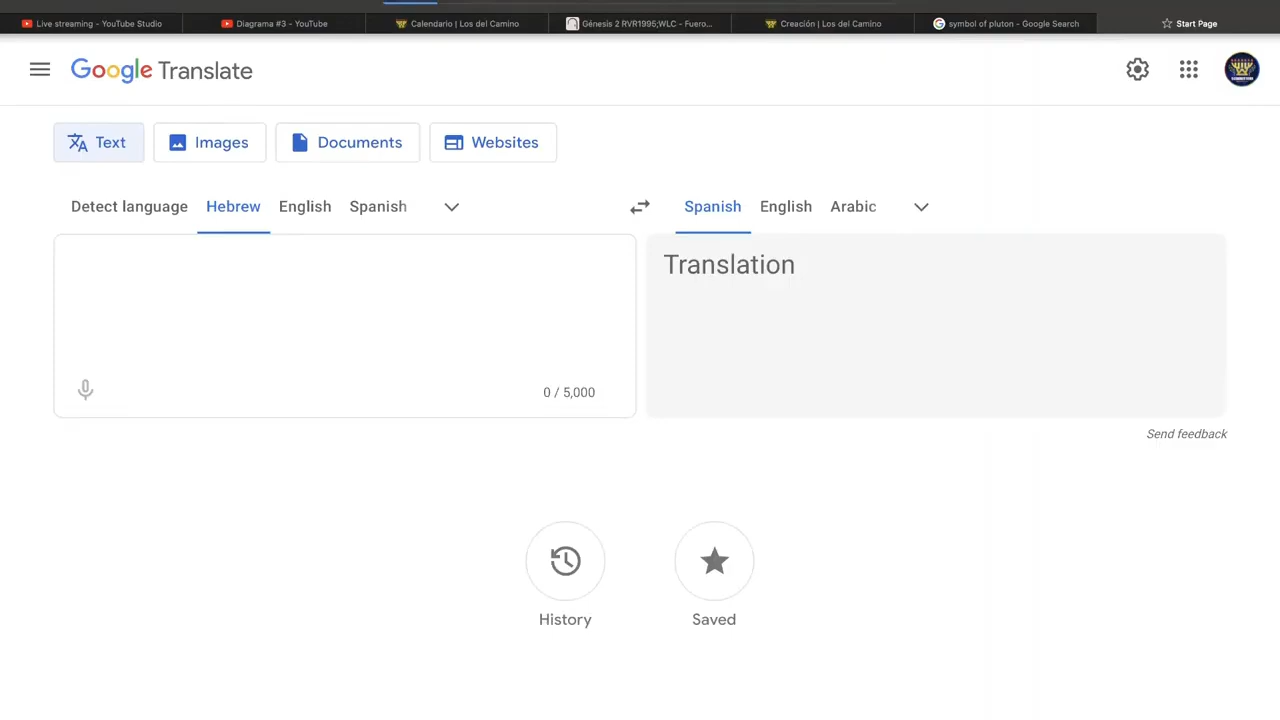 Live streaming - YouTube Studio
Diagrama #3 - YouTube
Calendario | Los del Camino
Génesis 2 RVR1995;WLC - Fuero...
Creación | Los del Camino
symbol of pluton - Google Search
Start Page
Google Translate
Text
Images
Documents
Websites
Detect language
Hebrew
English
Spanish
Spanish
English
Arabic
Translation
0 / 5,000
Send feedback
History
Saved